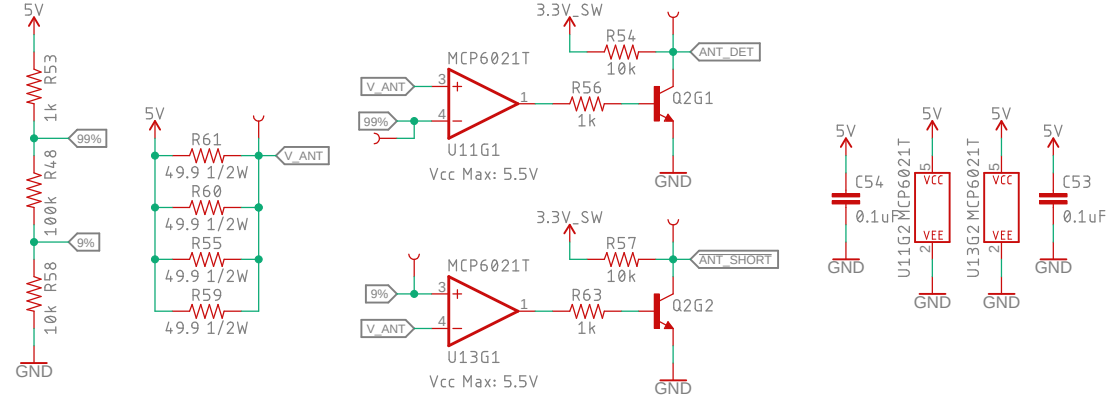 5V
R53
1k
99%
R48
100k
9%
R58
10k
GND
5V
R61
49.9 1/2W
V_ANT
R60
49.9 1/2W
R55
49.9 1/2W
R59
49.9 1/2W
MCP6021T
V_ANT
3
1
99%
4
U11G1
Vcc Max: 5.5V
3.3V_SW
R54
10k
ANT_DET
R56
1k
Q2G1
GND
MCP6021T
9%
3
1
V_ANT
4
U13G1
Vcc Max: 5.5V
3.3V_SW
R57
10k
ANT_SHORT
R63
1k
Q2G2
GND
5V
C54
0.1uF
GND
5V
U11G2
MCP6021T
5
VCC
VEE
2
GND
5V
U13G2
MCP6021T
5
VCC
VEE
2
GND
5V
C53
0.1uF
GND